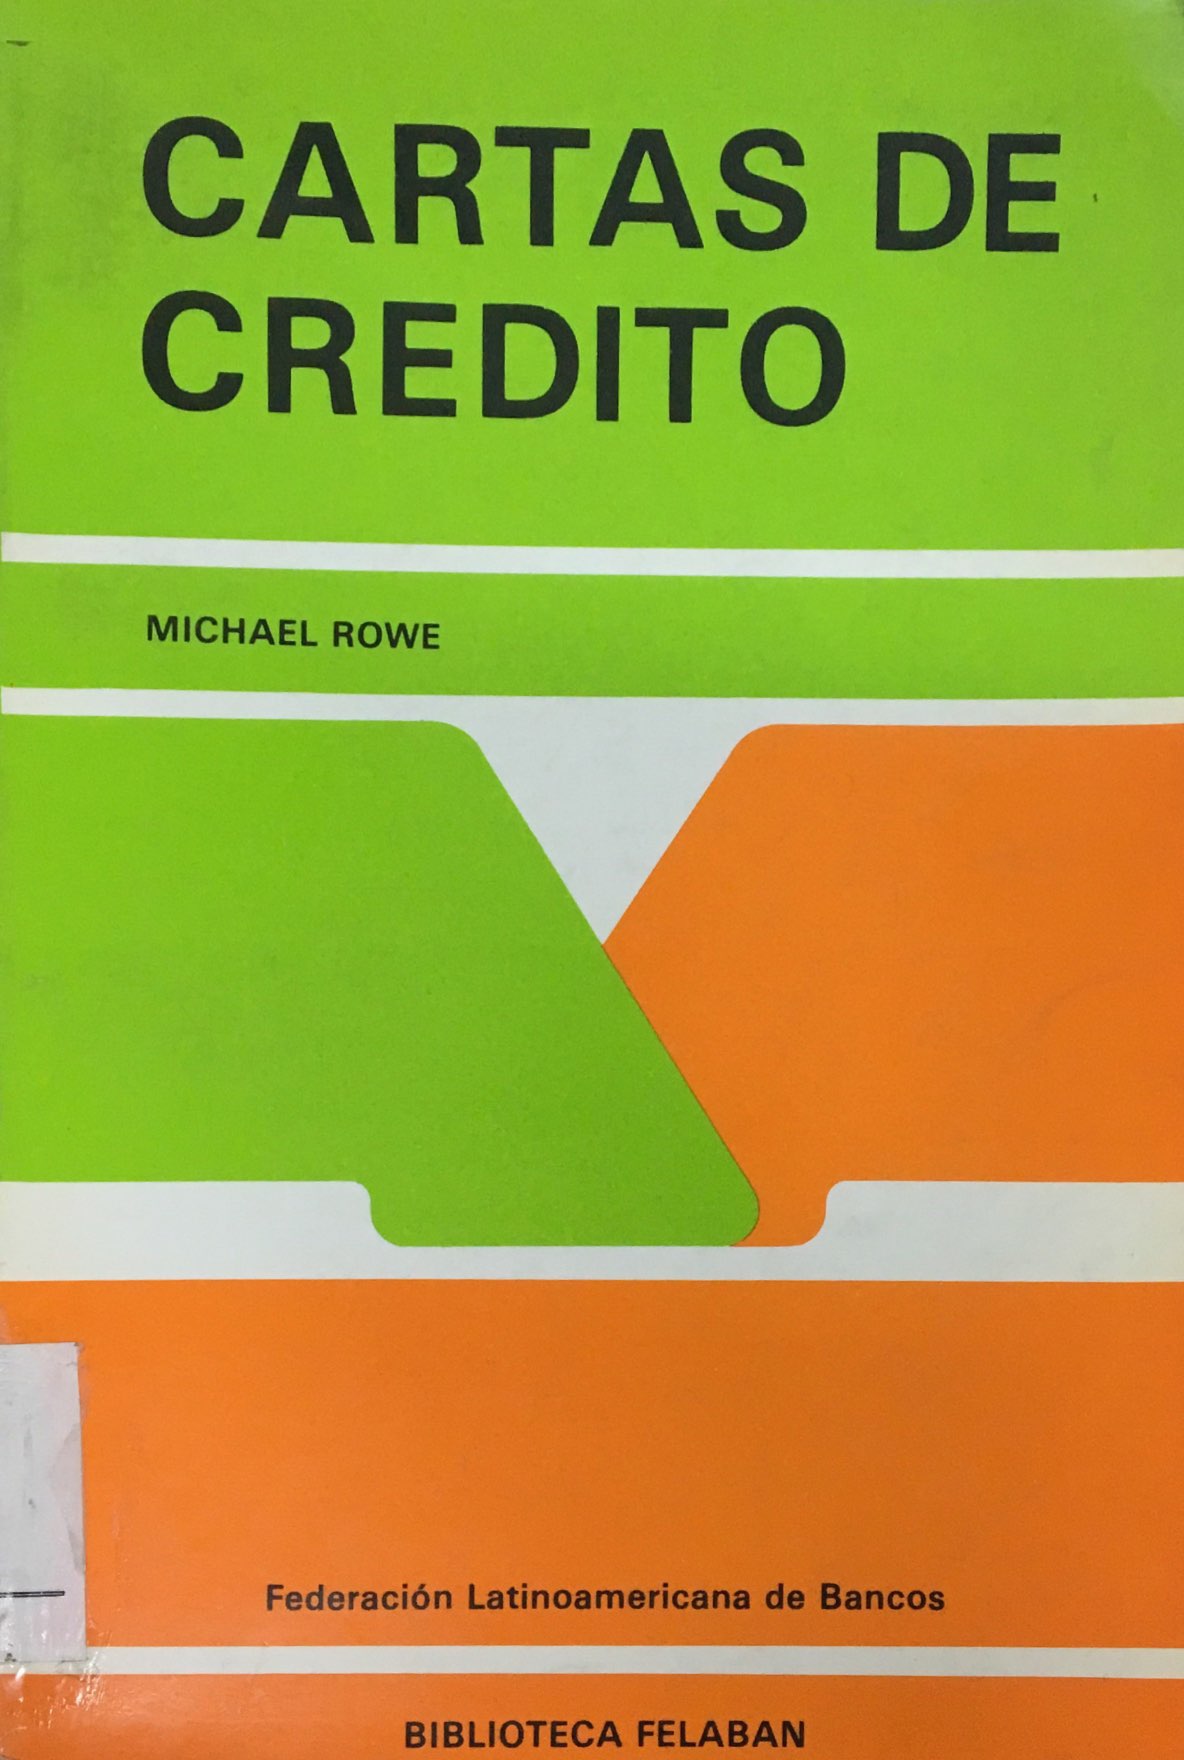 CARTAS DE
CREDITO
MICHAEL ROWE
Federación Latinoamericana de Bancos
BIBLIOTECA FELABAN